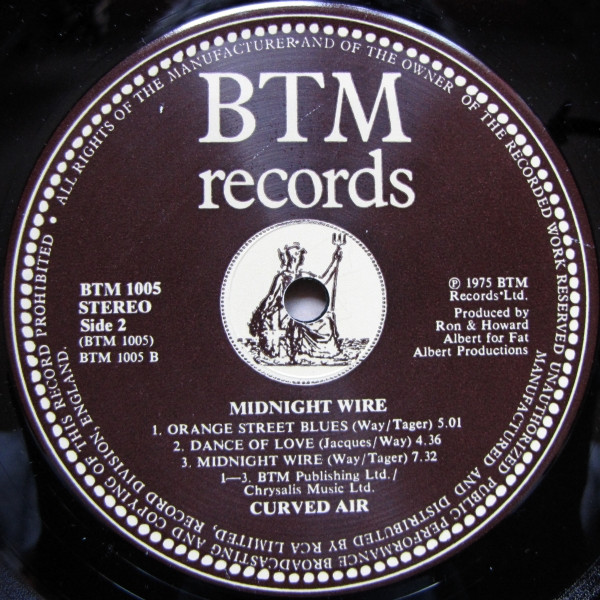 BTM
records
BTM 1005
STEREO
Side 2
(BTM 1005)
BTM 1005 B
℗ 1975 BTM
Records Ltd.
Produced by
Ron & Howard
Albert for Fat
Albert Productions
MIDNIGHT WIRE
1. ORANGE STREET BLUES (Way/Tager) 5.01
2. DANCE OF LOVE (Jacques/Way) 4.36
3. MIDNIGHT WIRE (Way/Tager) 7.32
1—3. BTM Publishing Ltd./
Chrysalis Music Ltd.
CURVED AIR
ALL RIGHTS OF THE MANUFACTURER AND OF THE OWNER OF THE RECORDED WORK RESERVED UNAUTHORIZED PUBLIC PERFORMANCE BROADCASTING AND COPYING OF THIS RECORD PROHIBITED
MANUFACTURED AND DISTRIBUTED BY RCA LIMITED, RECORD DIVISION, ENGLAND.